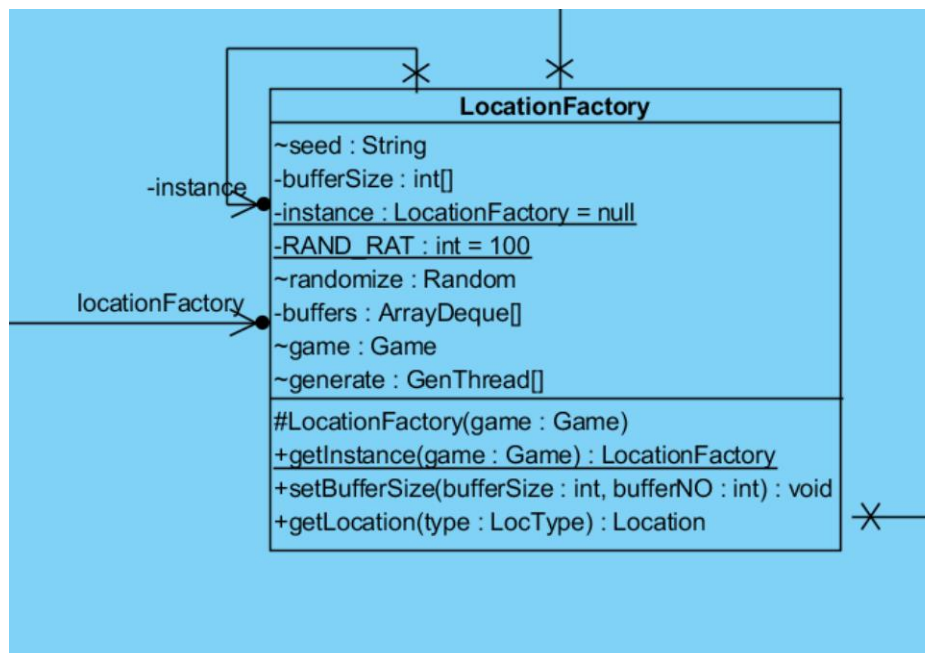 LocationFactory
~seed : String
-bufferSize : int[]
-instance
-instance : LocationFactory = null
-RAND_RAT : int = 100
~randomize : Random
locationFactory
-buffers : ArrayDeque[]
~game : Game
~generate : GenThread[]
#LocationFactory(game : Game)
+getInstance(game : Game) : LocationFactory
+setBufferSize(bufferSize : int, bufferNO : int) : void
+getLocation(type : LocType) : Location